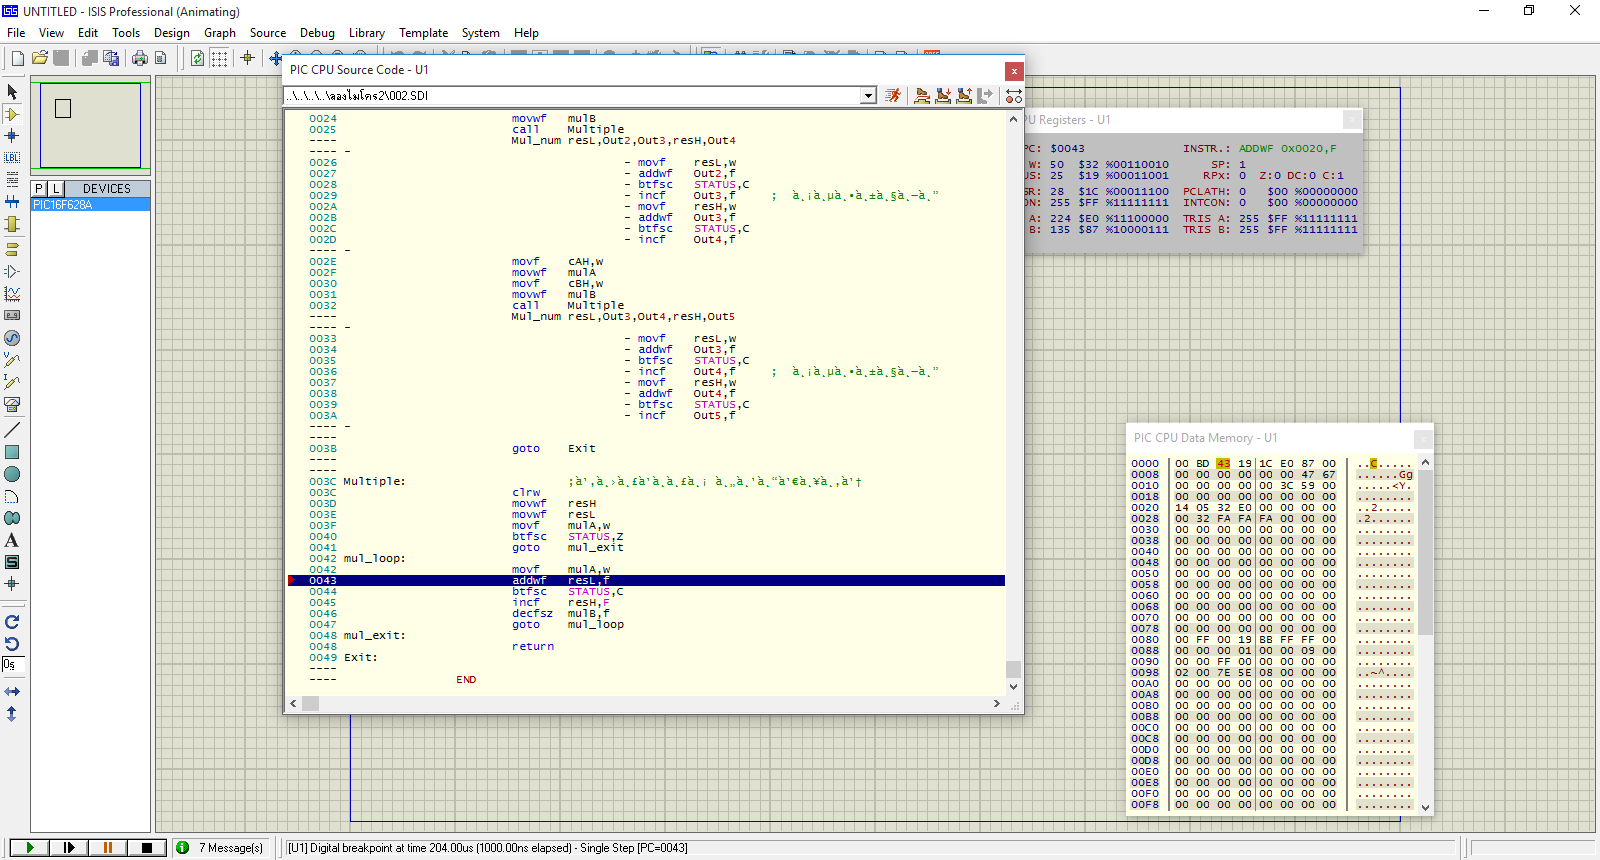 UNTITLED - ISIS Professional (Animating)
File View Edit Tools Design Graph Source Debug Library Template System Help
PIC CPU Source Code - U1
..\..\..\..\ลองไมโคร2\002.SDI
0024 movwf mulB
0025 call Multiple
---- Mul_num resL,Out2,Out3,resH,Out4
---- -
0026 - movf resL,w
0027 - addwf Out2,f
0028 - btfsc STATUS,C
0029 - incf Out3,f
002A - movf resH,w
002B - addwf Out3,f
002C - btfsc STATUS,C
002D - incf Out4,f
---- -
002E movf cAH,w
002F movwf mulA
0030 movf cBH,w
0031 movwf mulB
0032 call Multiple
---- Mul_num resL,Out3,Out4,resH,Out5
---- -
0033 - movf resL,w
0034 - addwf Out3,f
0035 - btfsc STATUS,C
0036 - incf Out4,f
0037 - movf resH,w
0038 - addwf Out4,f
0039 - btfsc STATUS,C
003A - incf Out5,f
---- -
----
003B goto Exit
----
----
003C Multiple:
003C clrw
003D movwf resH
003E movwf resL
003F movf mulA,w
0040 btfsc STATUS,Z
0041 goto mul_exit
0042 mul_loop:
0042 movf mulA,w
0043 addwf resL,f
0044 btfsc STATUS,C
0045 incf resH,F
0046 decfsz mulB,f
0047 goto mul_loop
0048 mul_exit:
0048 return
0049 Exit:
----
---- END
PU Registers - U1
PC: $0043 INSTR.: ADDWF 0x0020,F
W: 50 $32 %00110010 SP: 1
US: 25 $19 %00011001 RPX: 0 Z:0 DC:0 C:1
SR: 28 $1C %00011100 PCLATH: 0 $00 %00000000
ON: 255 $FF %11111111 INTCON: 0 $00 %00000000
A: 224 $E0 %11100000 TRIS A: 255 $FF %11111111
B: 135 $87 %10000111 TRIS B: 255 $FF %11111111
P L DEVICES
PIC16F628A
LBL
A
S
0s
PIC CPU Data Memory - U1
0000 00 BD 43 19 1C E0 87 00 ..C.....
0008 00 00 00 00 00 00 47 67 ......Gg
0010 00 00 00 00 00 3C 59 00 .....<Y.
0018 00 00 00 00 00 00 00 00 ........
0020 14 05 32 E0 00 00 00 00 ..2.....
0028 00 32 FA FA FA 00 00 00 .2......
0030 00 00 00 00 00 00 00 00 ........
0038 00 00 00 00 00 00 00 00 ........
0040 00 00 00 00 00 00 00 00 ........
0048 00 00 00 00 00 00 00 00 ........
0050 00 00 00 00 00 00 00 00 ........
0058 00 00 00 00 00 00 00 00 ........
0060 00 00 00 00 00 00 00 00 ........
0068 00 00 00 00 00 00 00 00 ........
0070 00 00 00 00 00 00 00 00 ........
0078 00 00 00 00 00 00 00 00 ........
0080 00 FF 00 19 BB FF FF 00 ........
0088 00 00 00 01 00 00 09 00 ........
0090 00 00 FF 00 00 00 00 00 ........
0098 02 00 7E 5E 08 00 00 00 ..~^....
00A0 00 00 00 00 00 00 00 00 ........
00A8 00 00 00 00 00 00 00 00 ........
00B0 00 00 00 00 00 00 00 00 ........
00B8 00 00 00 00 00 00 00 00 ........
00C0 00 00 00 00 00 00 00 00 ........
00C8 00 00 00 00 00 00 00 00 ........
00D0 00 00 00 00 00 00 00 00 ........
00D8 00 00 00 00 00 00 00 00 ........
00E0 00 00 00 00 00 00 00 00 ........
00E8 00 00 00 00 00 00 00 00 ........
00F0 00 00 00 00 00 00 00 00 ........
00F8 00 00 00 00 00 00 00 00 ........
7 Message(s)
[U1] Digital breakpoint at time 204.00us (1000.00ns elapsed) - Single Step [PC=0043]